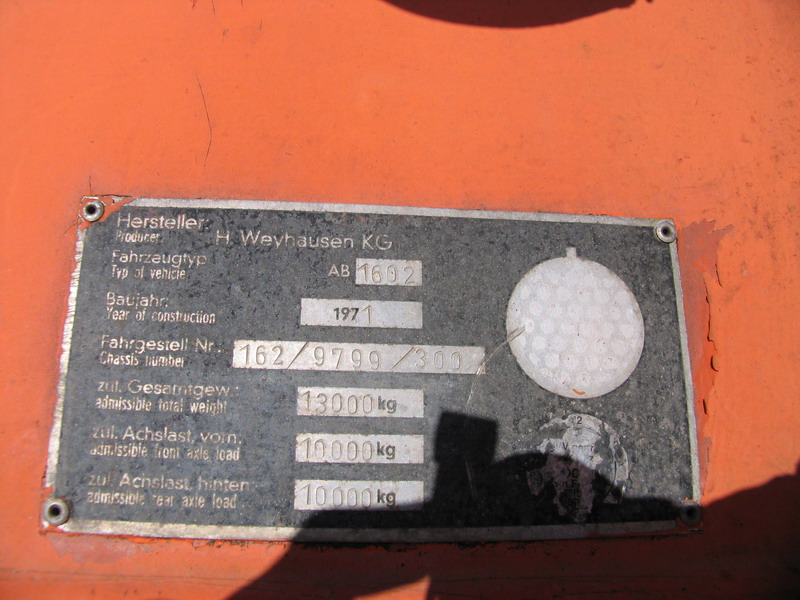 Hersteller:
Producer H. Weyhausen KG
Fahrzeugtyp
Typ of vehicle AB 1602
Baujahr:
Year of construction 1971
Fahrgestell Nr.:
Chassis number 162/9799/300
zul. Gesamtgew.:
admissible total weight 13000 kg
zul. Achslast, vorn:
admissible front axle load 10000 kg
zul. Achslast, hinten:
admissible rear axle load 10000 kg